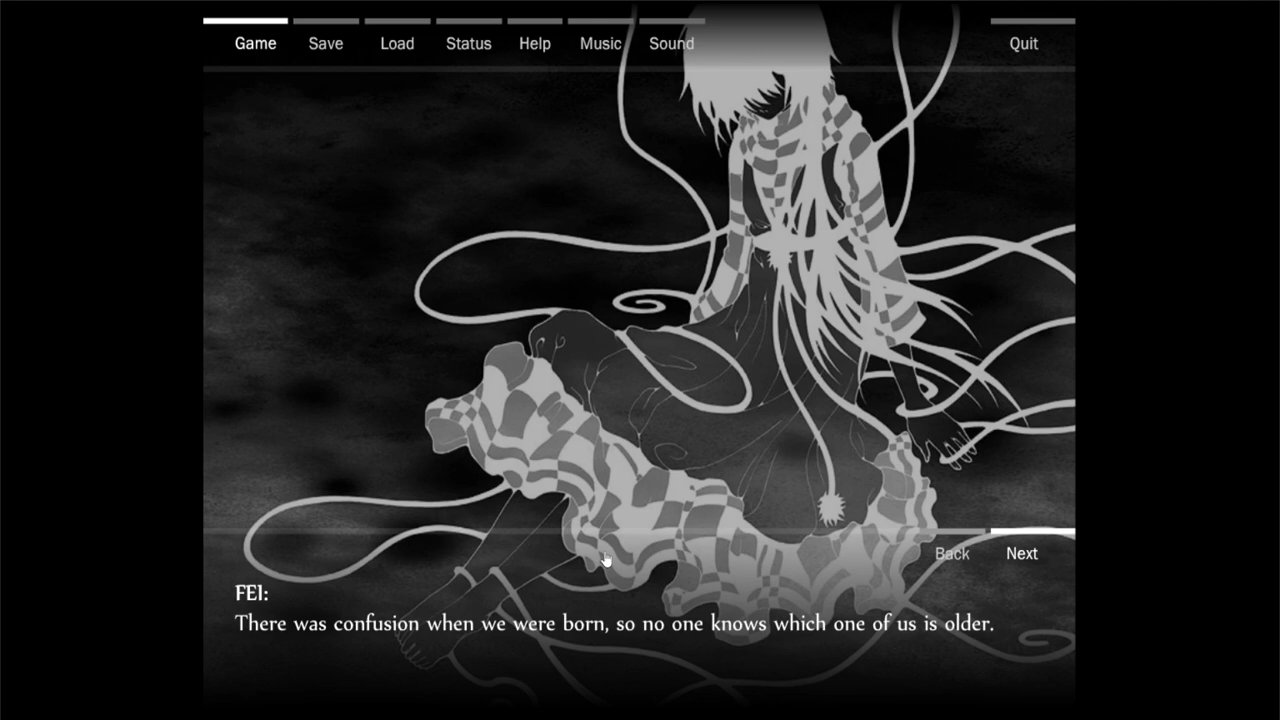 Game Save Load Status Help Music Sound Quit
Back Next
FEI:
There was confusion when we were born, so no one knows which one of us is older.